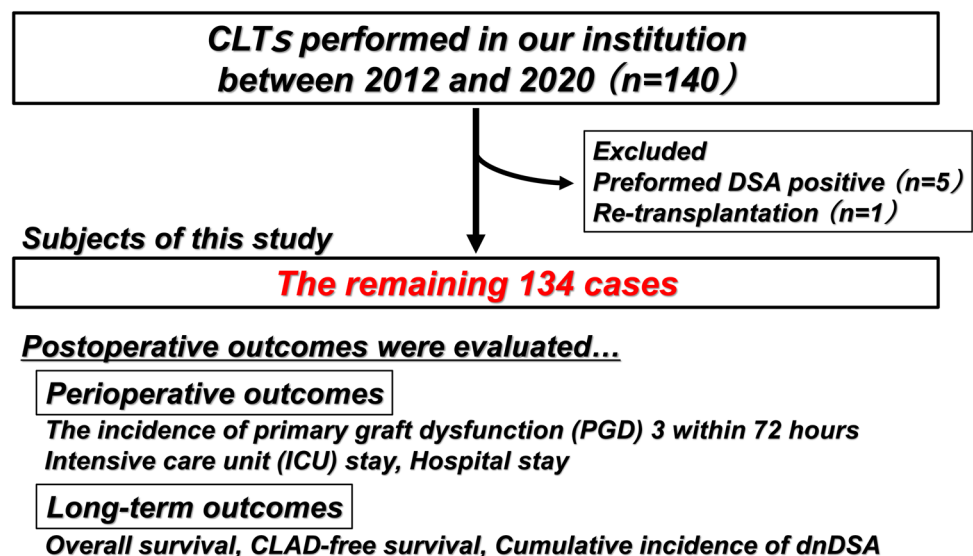 CLTs performed in our institution
between 2012 and 2020（n=140）
Excluded
Preformed DSA positive（n=5）
Re-transplantation（n=1）
Subjects of this study
The remaining 134 cases
Postoperative outcomes were evaluated…
Perioperative outcomes
The incidence of primary graft dysfunction (PGD) 3 within 72 hours
Intensive care unit (ICU) stay, Hospital stay
Long-term outcomes
Overall survival, CLAD-free survival, Cumulative incidence of dnDSA